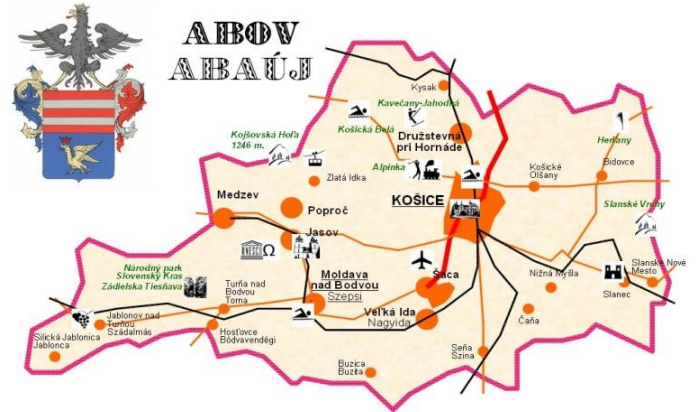 ABOV
ABAÚJ
Kysak
Kavečany-Jahodná
Košická Belá
Družstevná
pri Hornáde
Herľany
Kojšovská Hoľa
1246 m.
Alpinka
Košické
Olšany
Bidovce
Zlatá Idka
Medzev
Poproč
KOŠICE
Slanské Vrchy
Jasov
UNESCO
Národný park
Slovenský Kras
Zádielska Tiesňava
Moldava
nad Bodvou
Szepsi
Šaca
Slanské Nové
Mesto
Nižná Myšľa
Slanec
Turňa nad
Bodvou
Torna
Veľká Ida
Nagyida
Čaňa
Jablonov nad
Turňou
Szádalmás
Silická Jablonica
Jablonca
Hosťovce
Bódvavendégi
Seňa
Szina
Buzica
Buzita